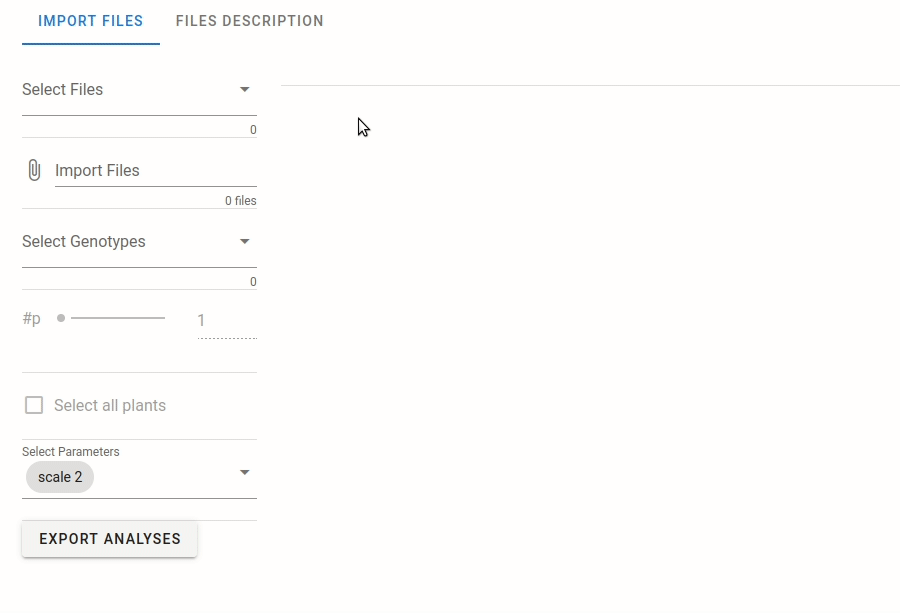 IMPORT FILES FILES DESCRIPTION
Select Files
0
Import Files
0 files
Select Genotypes
0
#p 1
Select all plants
Select Parameters
scale 2
EXPORT ANALYSES